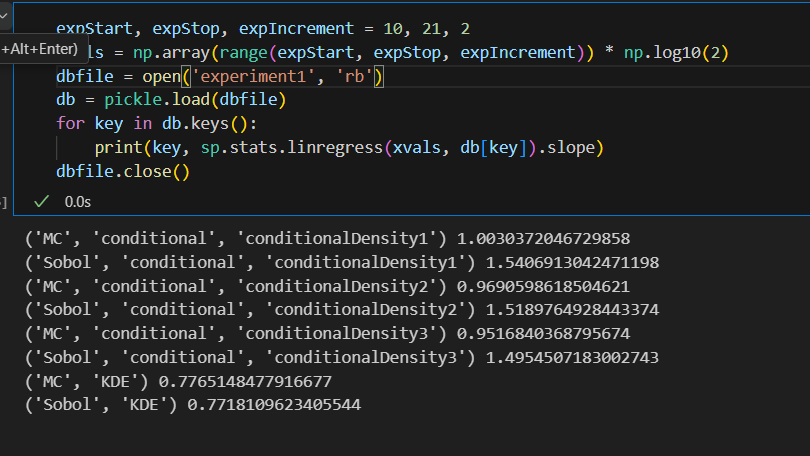 expStart, expStop, expIncrement = 10, 21, 2
+Alt+Enter)
ls = np.array(range(expStart, expStop, expIncrement)) * np.log10(2)
dbfile = open('experiment1', 'rb')
db = pickle.load(dbfile)
for key in db.keys():
print(key, sp.stats.linregress(xvals, db[key]).slope)
dbfile.close()
]
0.0s
('MC', 'conditional', 'conditionalDensity1') 1.0030372046729858
('Sobol', 'conditional', 'conditionalDensity1') 1.5406913042471198
('MC', 'conditional', 'conditionalDensity2') 0.9690598618504621
('Sobol', 'conditional', 'conditionalDensity2') 1.5189764928443374
('MC', 'conditional', 'conditionalDensity3') 0.9516840368795674
('Sobol', 'conditional', 'conditionalDensity3') 1.4954507183002743
('MC', 'KDE') 0.7765148477916677
('Sobol', 'KDE') 0.7718109623405544